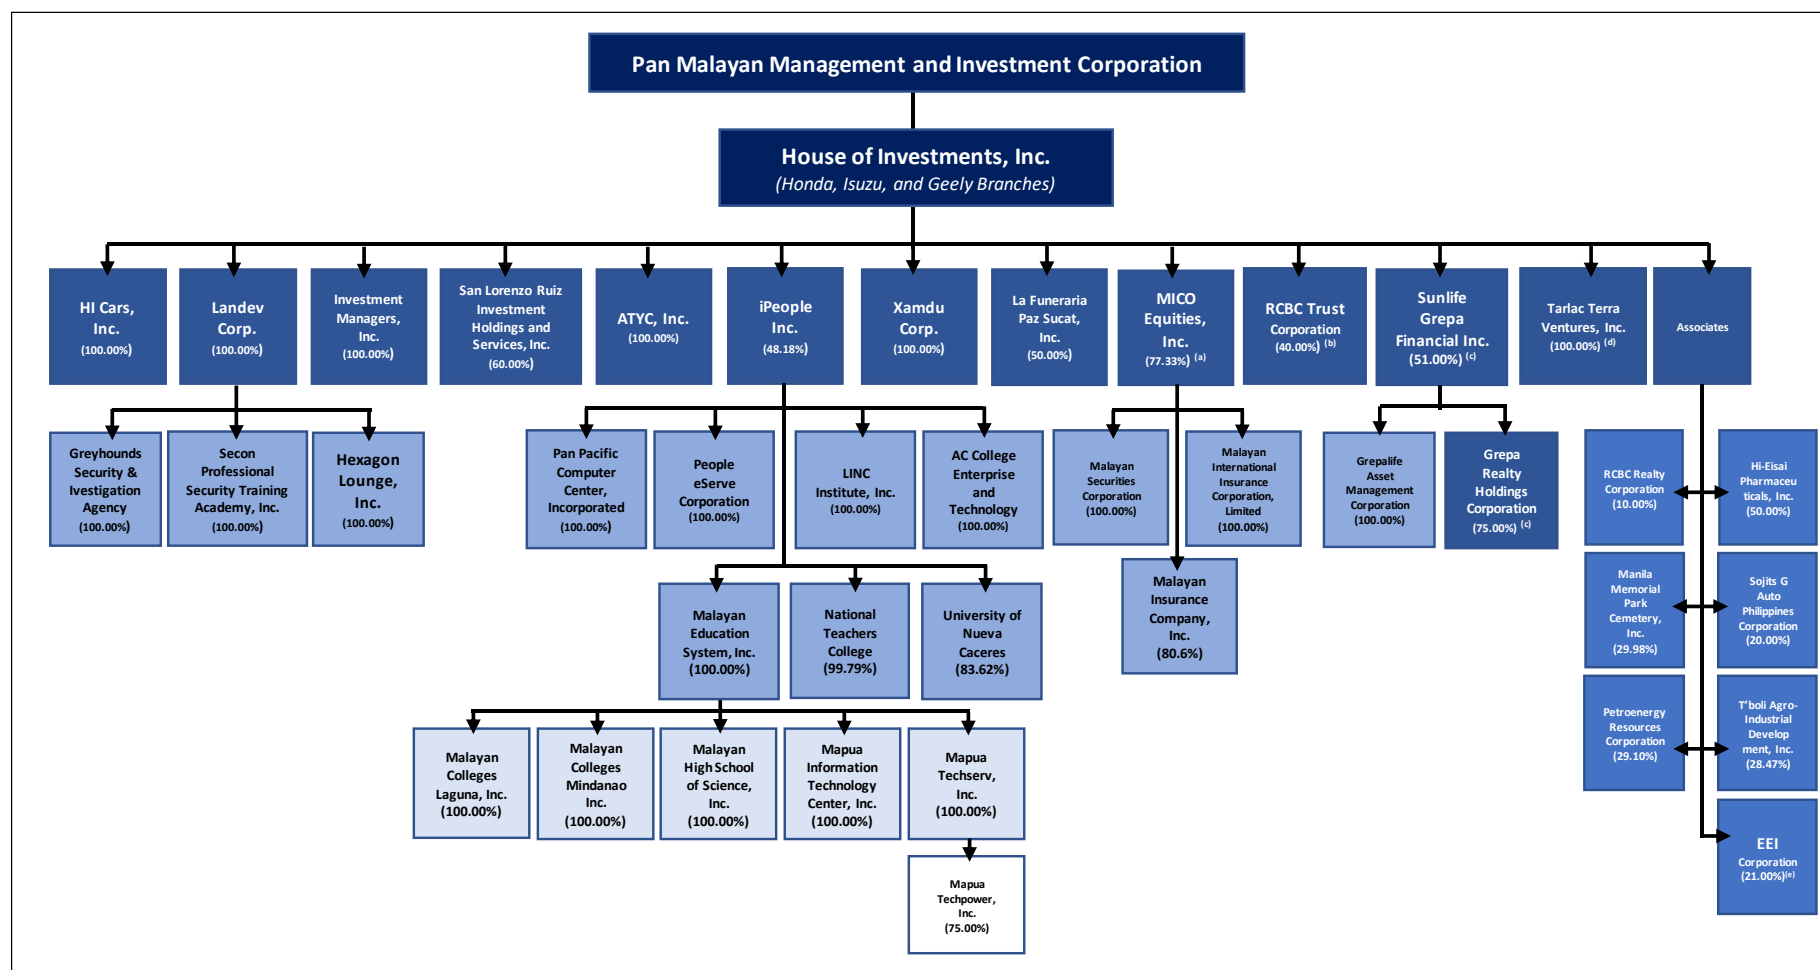 Pan Malayan Management and Investment Corporation
House of Investments, Inc.
(Honda, Isuzu, and Geely Branches)
HI Cars,
Inc.
(100.00%)
Landev
Corp.
(100.00%)
Investment
Managers,
Inc.
(100.00%)
San Lorenzo Ruiz
Investment
Holdings and
Services, Inc.
(60.00%)
ATYC, Inc.
(100.00%)
iPeople
Inc.
(48.18%)
Xamdu
Corp.
(100.00%)
La Funeraria
Paz Sucat,
Inc.
(50.00%)
MICO
Equities,
Inc.
(77.33%) (a)
RCBC Trust
Corporation
(40.00%) (b)
Sunlife
Grepa
Financial Inc.
(51.00%) (c)
Tarlac Terra
Ventures, Inc.
(100.00%) (d)
Associates
Greyhounds
Security &
Ivestigation
Agency
(100.00%)
Secon
Professional
Security Training
Academy, Inc.
(100.00%)
Hexagon
Lounge,
Inc.
(100.00%)
Pan Pacific
Computer
Center,
Incorporated
(100.00%)
People
eServe
Corporation
(100.00%)
LINC
Institute, Inc.
(100.00%)
AC College
Enterprise
and
Technology
(100.00%)
Malayan
Securities
Corporation
(100.00%)
Malayan
International
Insurance
Corporation,
Limited
(100.00%)
Grepalife
Asset
Management
Corporation
(100.00%)
Grepa
Realty
Holdings
Corporation
(75.00%) (c)
RCBC Realty
Corporation
(10.00%)
Hi-Eisai
Pharmaceu
ticals, Inc.
(50.00%)
Malayan
Education
System, Inc.
(100.00%)
National
Teachers
College
(99.79%)
University of
Nueva
Caceres
(83.62%)
Malayan
Insurance
Company,
Inc.
(80.6%)
Manila
Memorial
Park
Cemetery,
Inc.
(29.98%)
Sojits G
Auto
Philippines
Corporation
(20.00%)
Malayan
Colleges
Laguna, Inc.
(100.00%)
Malayan
Colleges
Mindanao
Inc.
(100.00%)
Malayan
High School
of Science,
Inc.
(100.00%)
Mapua
Information
Technology
Center, Inc.
(100.00%)
Mapua
Techserv,
Inc.
(100.00%)
Petroenergy
Resources
Corporation
(29.10%)
T'boli Agro-
Industrial
Develop
ment, Inc.
(28.47%)
Mapua
Techpower,
Inc.
(75.00%)
EEI
Corporation
(21.00%)(e)